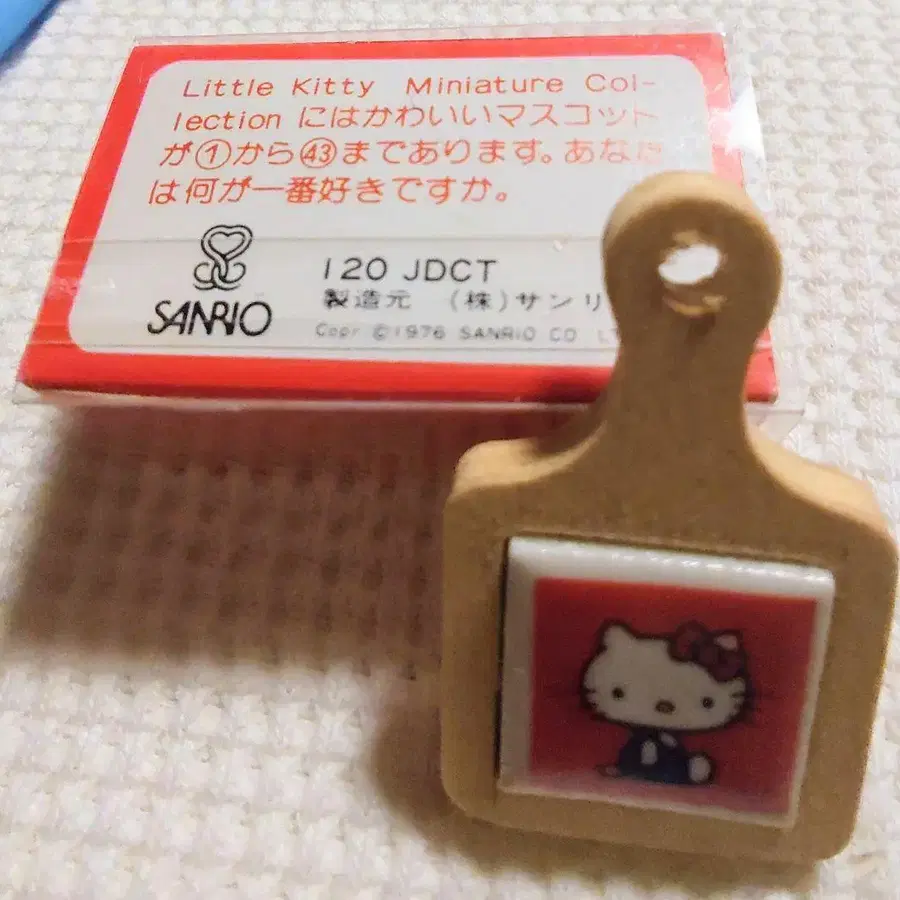 Little Kitty Miniature Col-
lection にはかわいいマスコット
が①から㊸まであります。あなた
は何が一番好きですか。
SANRIO
120 JDCT
製造元 (株)サンリ
Copr ©1976 SANRIO CO